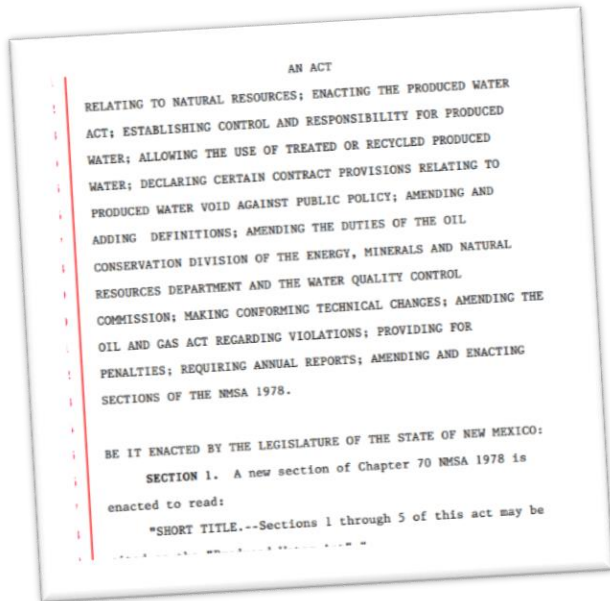 AN ACT
RELATING TO NATURAL RESOURCES; ENACTING THE PRODUCED WATER
ACT; ESTABLISHING CONTROL AND RESPONSIBILITY FOR PRODUCED
WATER; ALLOWING THE USE OF TREATED OR RECYCLED PRODUCED
WATER; DECLARING CERTAIN CONTRACT PROVISIONS RELATING TO
PRODUCED WATER VOID AGAINST PUBLIC POLICY; AMENDING AND
ADDING DEFINITIONS; AMENDING THE DUTIES OF THE OIL
CONSERVATION DIVISION OF THE ENERGY, MINERALS AND NATURAL
RESOURCES DEPARTMENT AND THE WATER QUALITY CONTROL
COMMISSION; MAKING CONFORMING TECHNICAL CHANGES; AMENDING THE
OIL AND GAS ACT REGARDING VIOLATIONS; PROVIDING FOR
PENALTIES; REQUIRING ANNUAL REPORTS; AMENDING AND ENACTING
SECTIONS OF THE NMSA 1978.
BE IT ENACTED BY THE LEGISLATURE OF THE STATE OF NEW MEXICO:
SECTION 1. A new section of Chapter 70 NMSA 1978 is
enacted to read:
"SHORT TITLE.--Sections 1 through 5 of this act may be